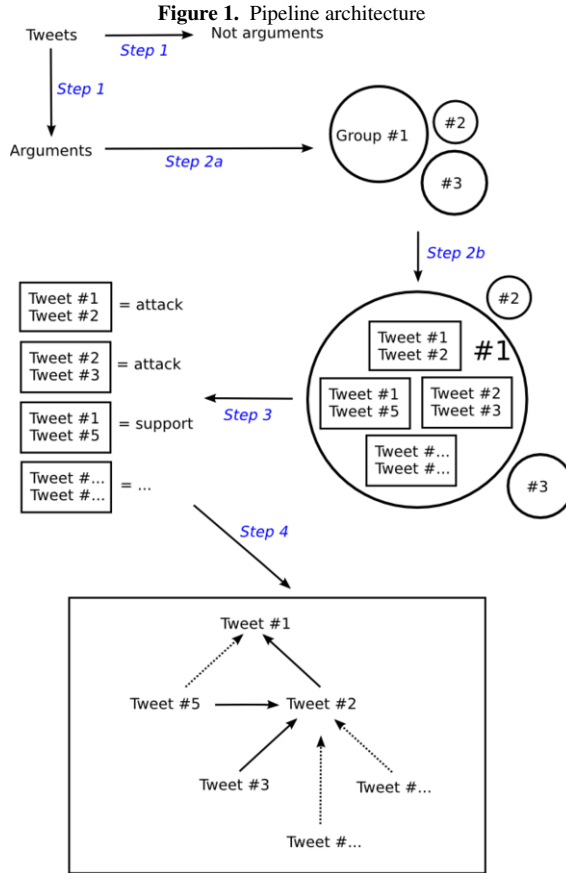 Figure 1. Pipeline architecture
Tweets
Step 1
Not arguments
Step 1
Arguments
Step 2a
Group #1
#2
#3
Step 2b
#2
#1
Tweet #1
Tweet #2
Tweet #1
Tweet #5
Tweet #2
Tweet #3
Tweet #...
Tweet #...
#3
Step 3
Tweet #1
Tweet #2
= attack
Tweet #2
Tweet #3
= attack
Tweet #1
Tweet #5
= support
Tweet #...
Tweet #...
= ...
Step 4
Tweet #1
Tweet #5
Tweet #2
Tweet #3
Tweet #...
Tweet #...